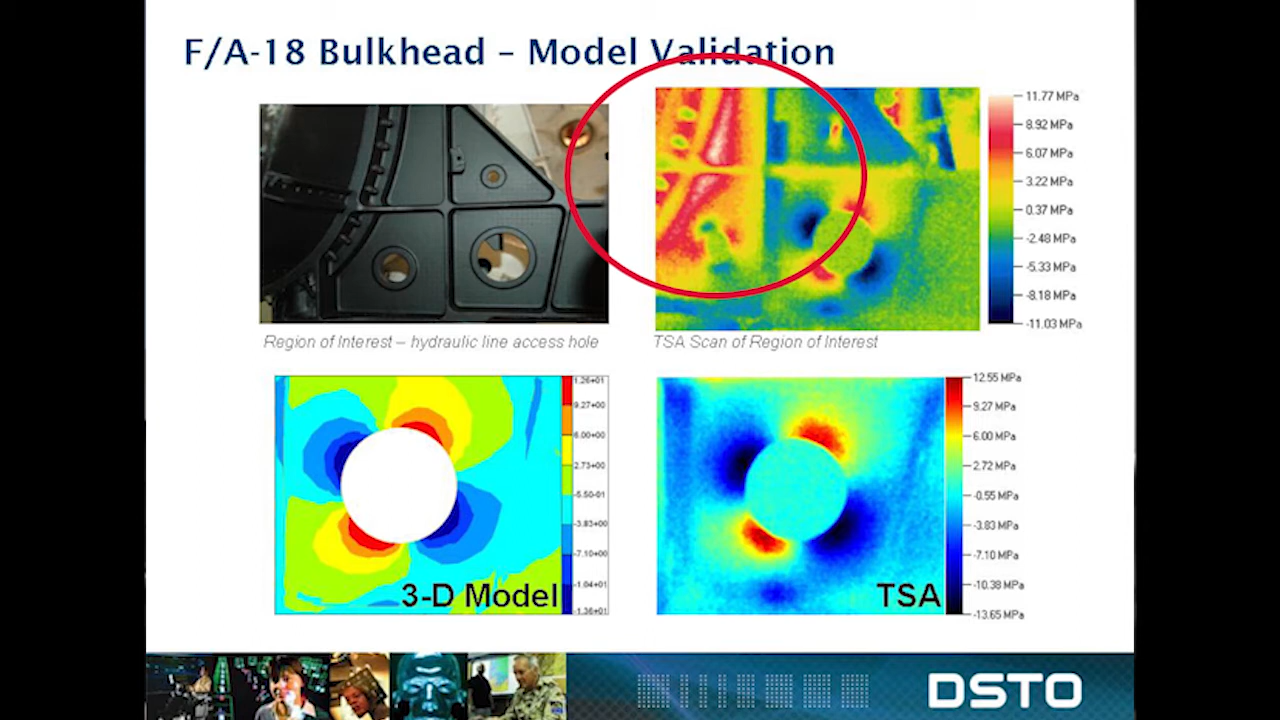 F/A-18 Bulkhead – Model Validation
11.77 MPa
8.92 MPa
6.07 MPa
3.22 MPa
0.37 MPa
-2.48 MPa
-5.33 MPa
-8.18 MPa
-11.03 MPa
Region of Interest – hydraulic line access hole
TSA Scan of Region of Interest
1.26+01
9.27+00
6.00+00
2.73+00
-5.50-01
-3.83+00
-7.10+00
-1.04+01
-1.36+01
3-D Model
12.55 MPa
9.27 MPa
6.00 MPa
2.72 MPa
-0.55 MPa
-3.83 MPa
-7.10 MPa
-10.38 MPa
-13.65 MPa
TSA
DSTO